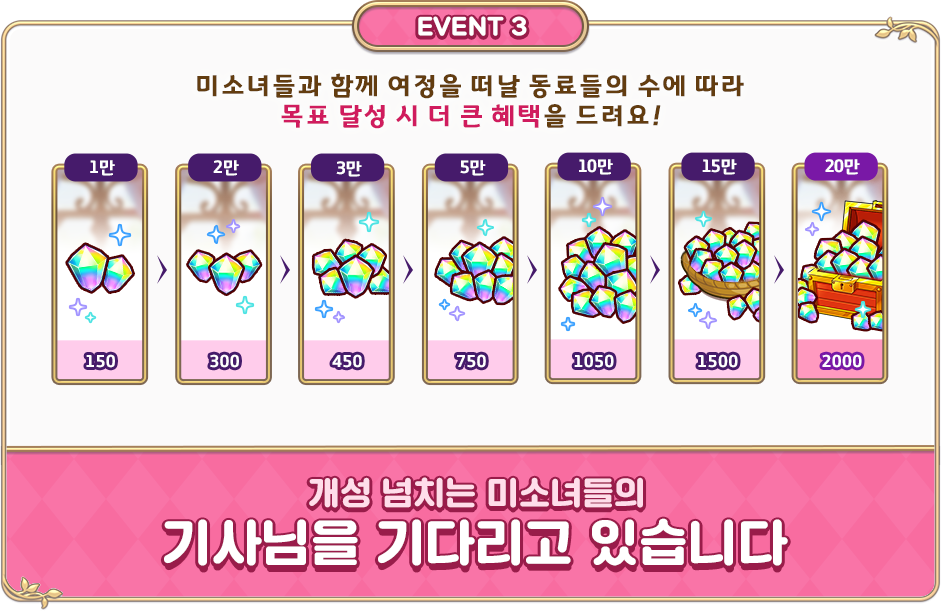 EVENT 3
미소녀들과 함께 여정을 떠날 동료들의 수에 따라
목표 달성 시 더 큰 혜택을 드려요!
1만 2만 3만 5만 10만 15만 20만
150 300 450 750 1050 1500 2000
개성 넘치는 미소녀들의
기사님을 기다리고 있습니다